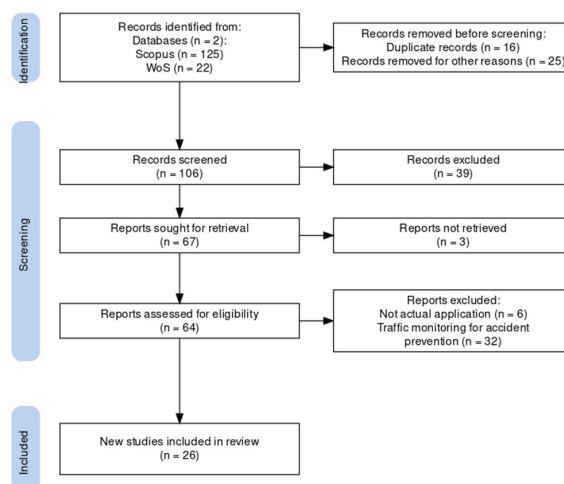 Identification
Records identified from:
Databases (n = 2):
Scopus (n = 125)
WoS (n = 22)
Records removed before screening:
Duplicate records (n = 16)
Records removed for other reasons (n = 25)
Screening
Records screened
(n = 106)
Records excluded
(n = 39)
Reports sought for retrieval
(n = 67)
Reports not retrieved
(n = 3)
Reports assessed for eligibility
(n = 64)
Reports excluded:
Not actual application (n = 6)
Traffic monitoring for accident
prevention (n = 32)
Included
New studies included in review
(n = 26)